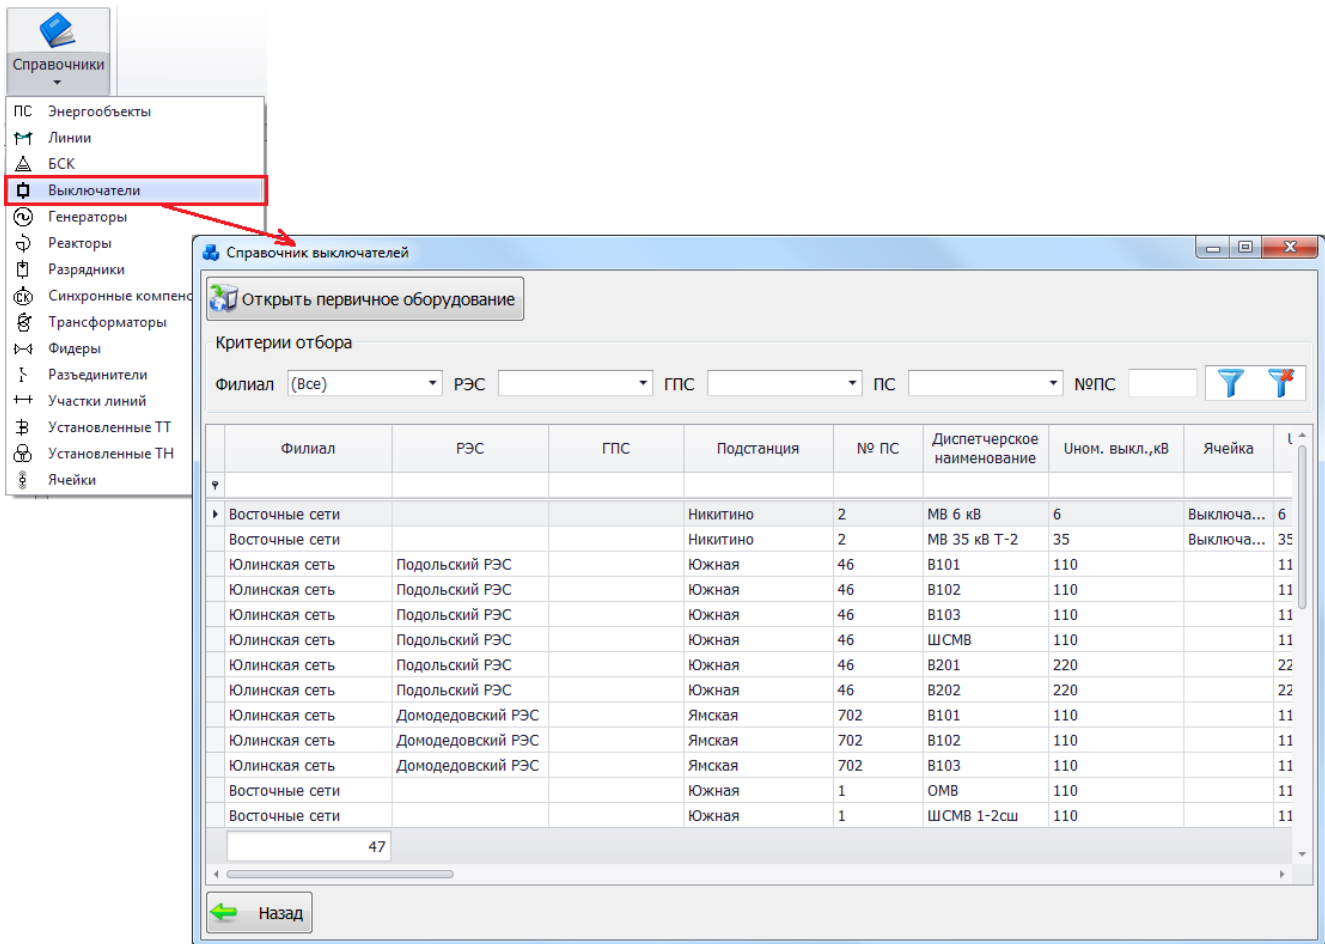 Справочники
ПС Энергообъекты
Линии
БСК
Выключатели
Генераторы
Реакторы
Разрядники
СК Синхронные компенс
Трансформаторы
Фидеры
Разъединители
Участки линий
Установленные ТТ
Установленные ТН
Ячейки
Справочник выключателей
Открыть первичное оборудование
Критерии отбора
Филиал (Все) РЭС ГПС ПС №ПС
Филиал РЭС ГПС Подстанция № ПС Диспетчерское наименование Uном. выкл.,кВ Ячейка
Восточные сети Никитино 2 МВ 6 кВ 6 Выключа... 6
Восточные сети Никитино 2 МВ 35 кВ Т-2 35 Выключа... 35
Юлинская сеть Подольский РЭС Южная 46 В101 110 11
Юлинская сеть Подольский РЭС Южная 46 В102 110 11
Юлинская сеть Подольский РЭС Южная 46 В103 110 11
Юлинская сеть Подольский РЭС Южная 46 ШСМВ 110 11
Юлинская сеть Подольский РЭС Южная 46 В201 220 22
Юлинская сеть Подольский РЭС Южная 46 В202 220 22
Юлинская сеть Домодедовский РЭС Ямская 702 В101 110 11
Юлинская сеть Домодедовский РЭС Ямская 702 В102 110 11
Юлинская сеть Домодедовский РЭС Ямская 702 В103 110 11
Восточные сети Южная 1 ОМВ 110 11
Восточные сети Южная 1 ШСМВ 1-2сш 110 11
47
Назад